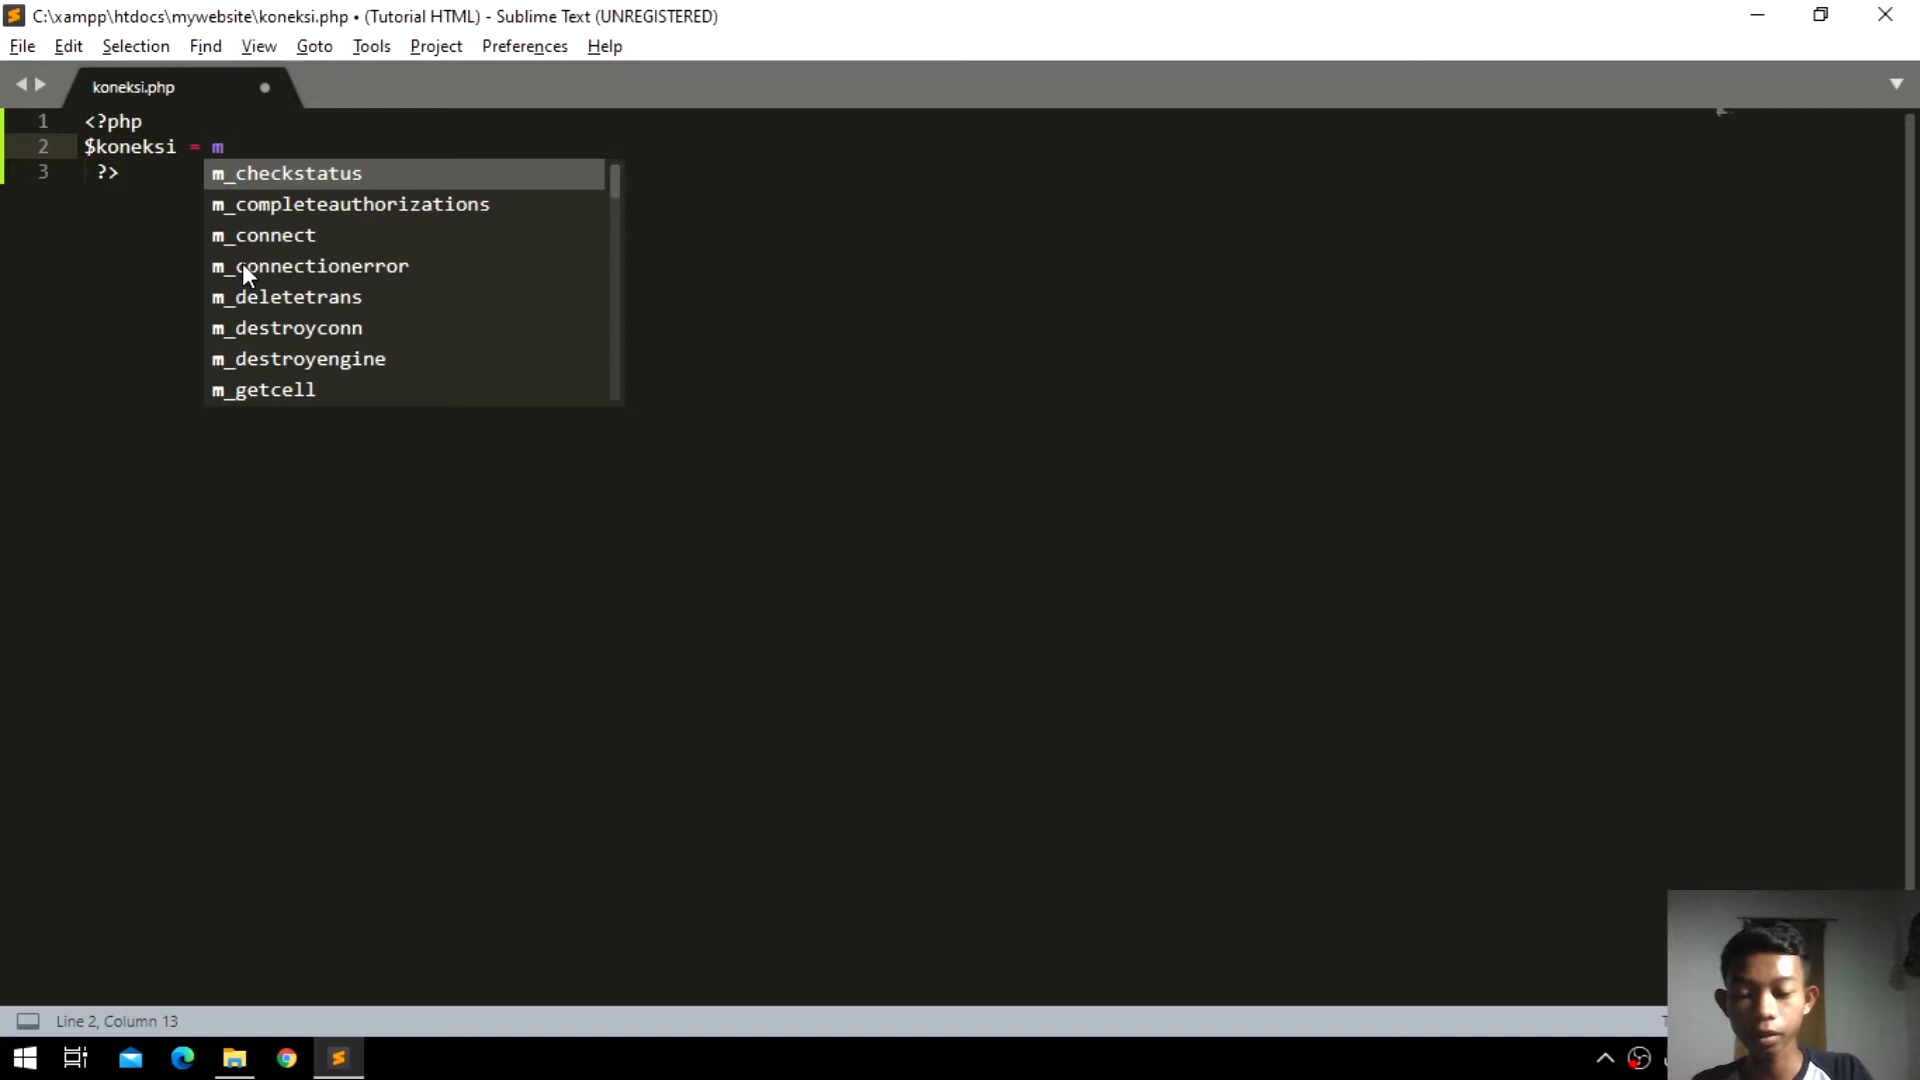 C:\xampp\htdocs\mywebsite\koneksi.php • (Tutorial HTML) - Sublime Text (UNREGISTERED)
File Edit Selection Find View Goto Tools Project Preferences Help
koneksi.php
1 <?php
2 $koneksi = m
3 ?>
m_checkstatus
m_completeauthorizations
m_connect
m_connectionerror
m_deletetrans
m_destroyconn
m_destroyengine
m_getcell
Line 2, Column 13